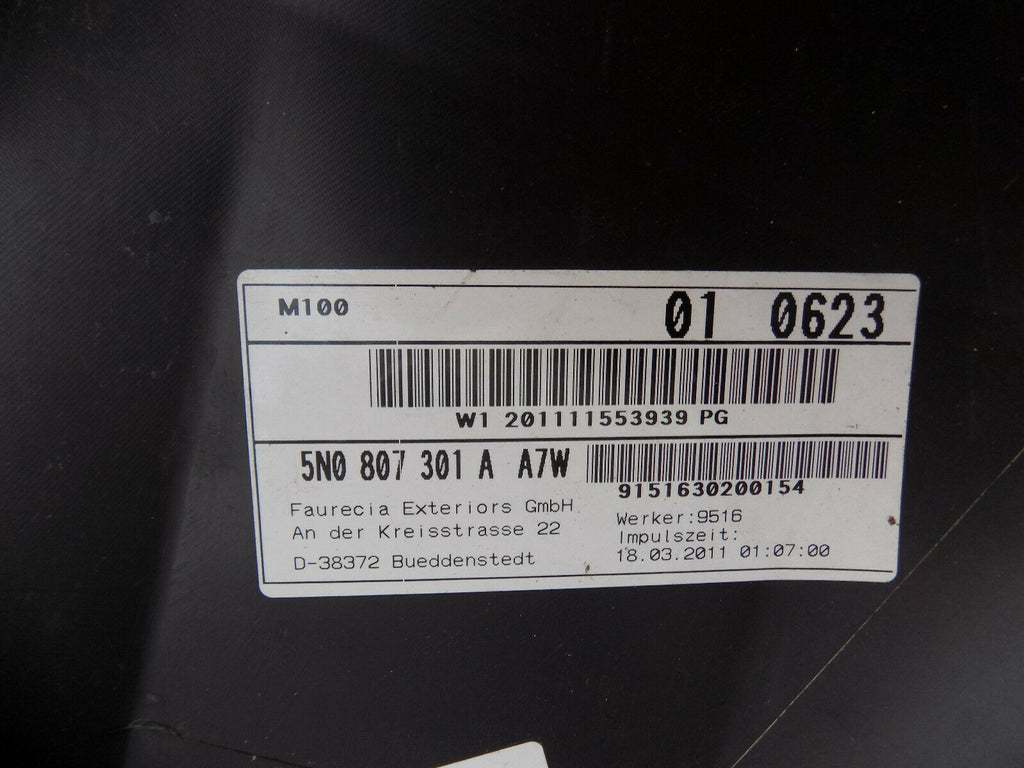 M100 01 0623
W1 201111553939 PG
5N0 807 301 A A7W
9151630200154
Faurecia Exteriors GmbH
An der Kreisstrasse 22
D-38372 Bueddenstedt
Werker:9516
Impulszeit:
18.03.2011 01:07:00